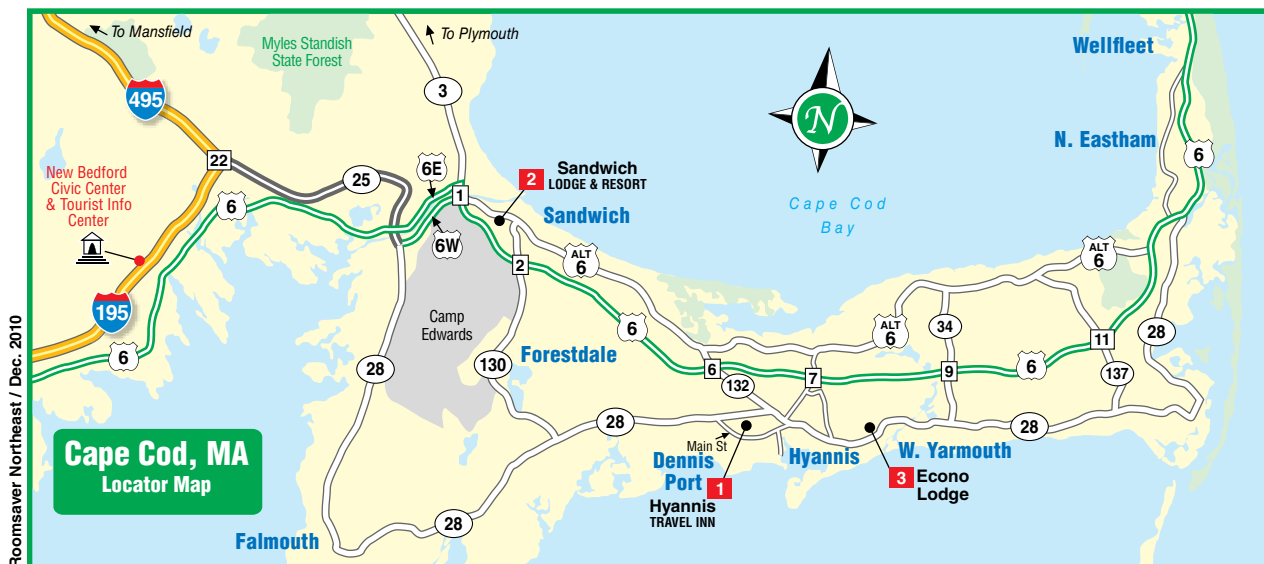 To Mansfield
To Plymouth
Myles Standish
State Forest
Wellfleet
495
3
N
N. Eastham
22
6E
2
Sandwich
LODGE & RESORT
6
New Bedford
Civic Center
& Tourist Info
Center
25
1
6
Sandwich
Cape Cod
Bay
6W
ALT
6
ALT
6
2
195
Camp
Edwards
6
ALT
6
34
28
11
6
Forestdale
28
130
6
132
7
9
6
137
28
Main St
28
Cape Cod, MA
Locator Map
Dennis
Port
Hyannis
W. Yarmouth
1
Hyannis
TRAVEL INN
3
Econo
Lodge
28
Falmouth
Roomsaver Northeast / Dec. 2010